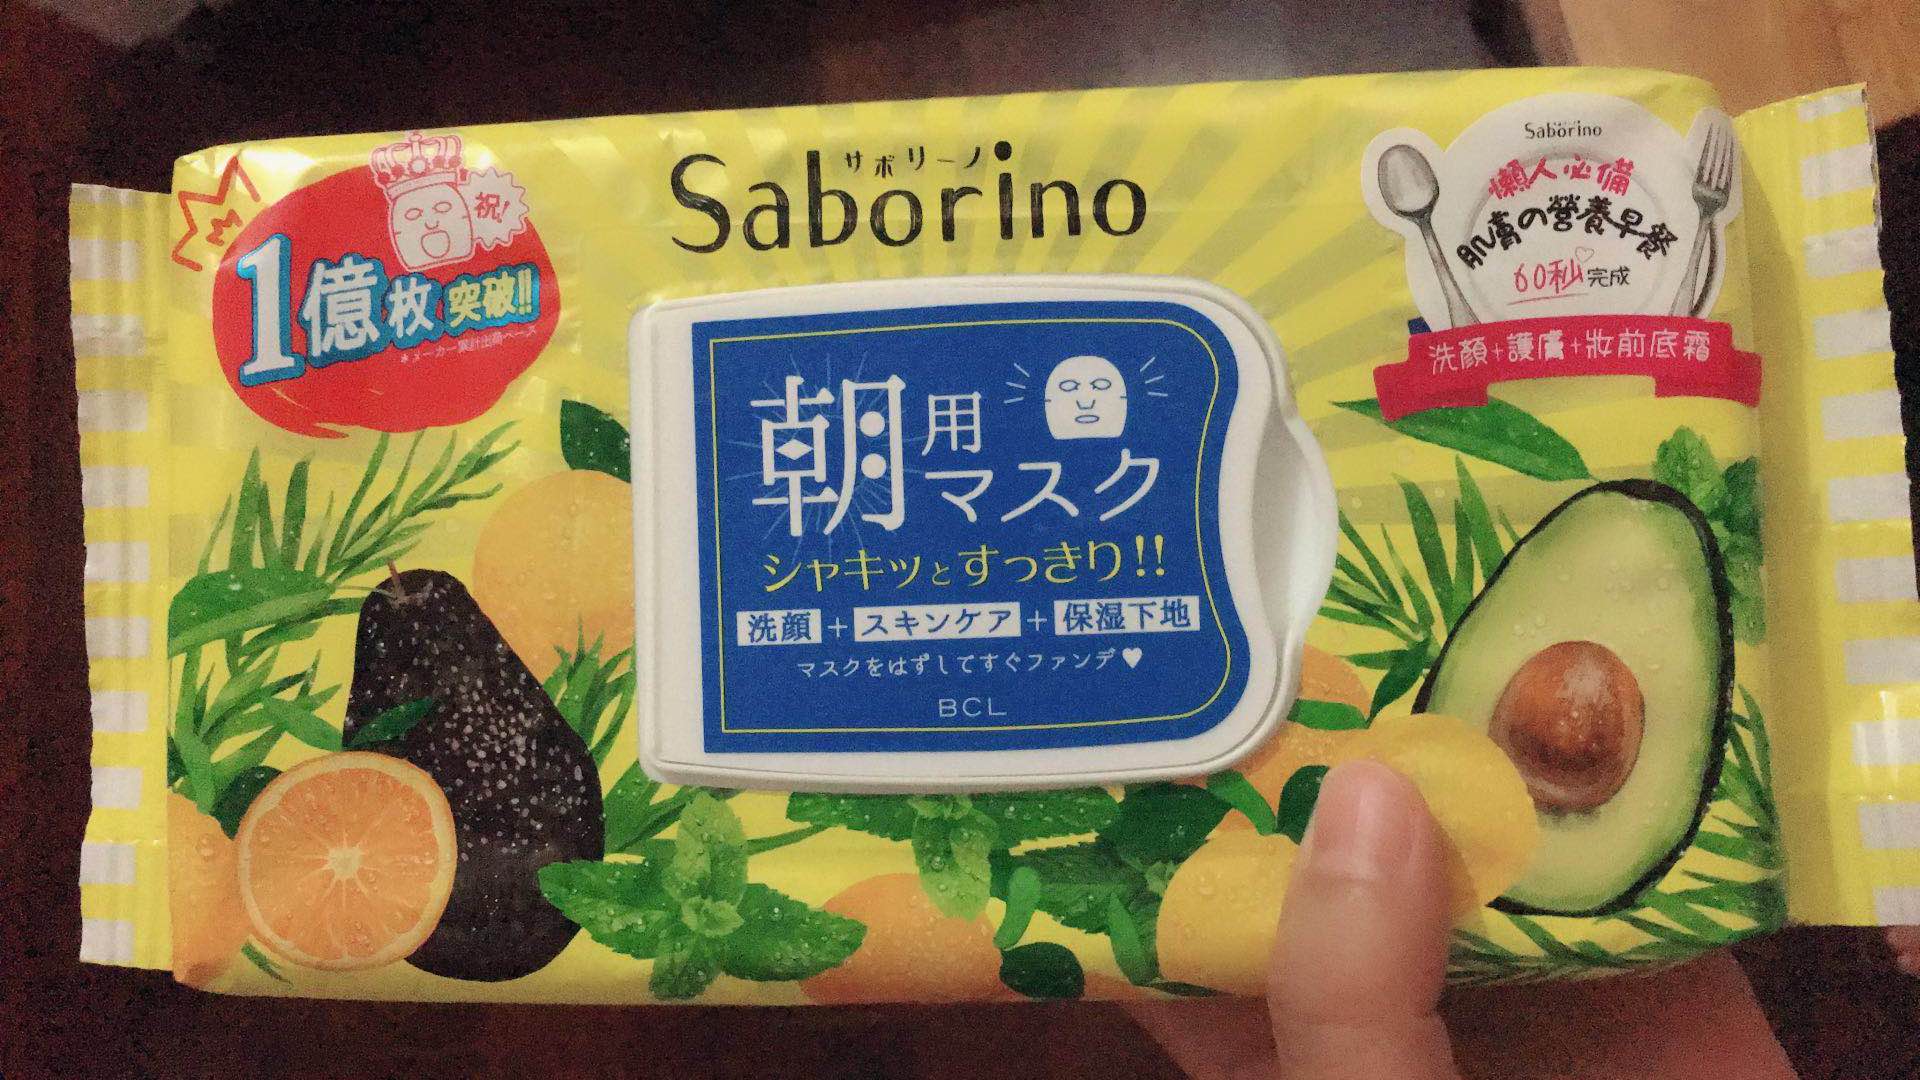 祝!
1億枚突破!!
*メーカー累計出荷ベース
サボリーノ
Saborino
朝用マスク
シャキッとすっきり!!
洗顔+スキンケア+保湿下地
マスクをはずしてすぐファンデ♥
BCL
Saborino
懶人必備
肌膚の營養早餐
60秒完成
洗顏+護膚+妝前底霜